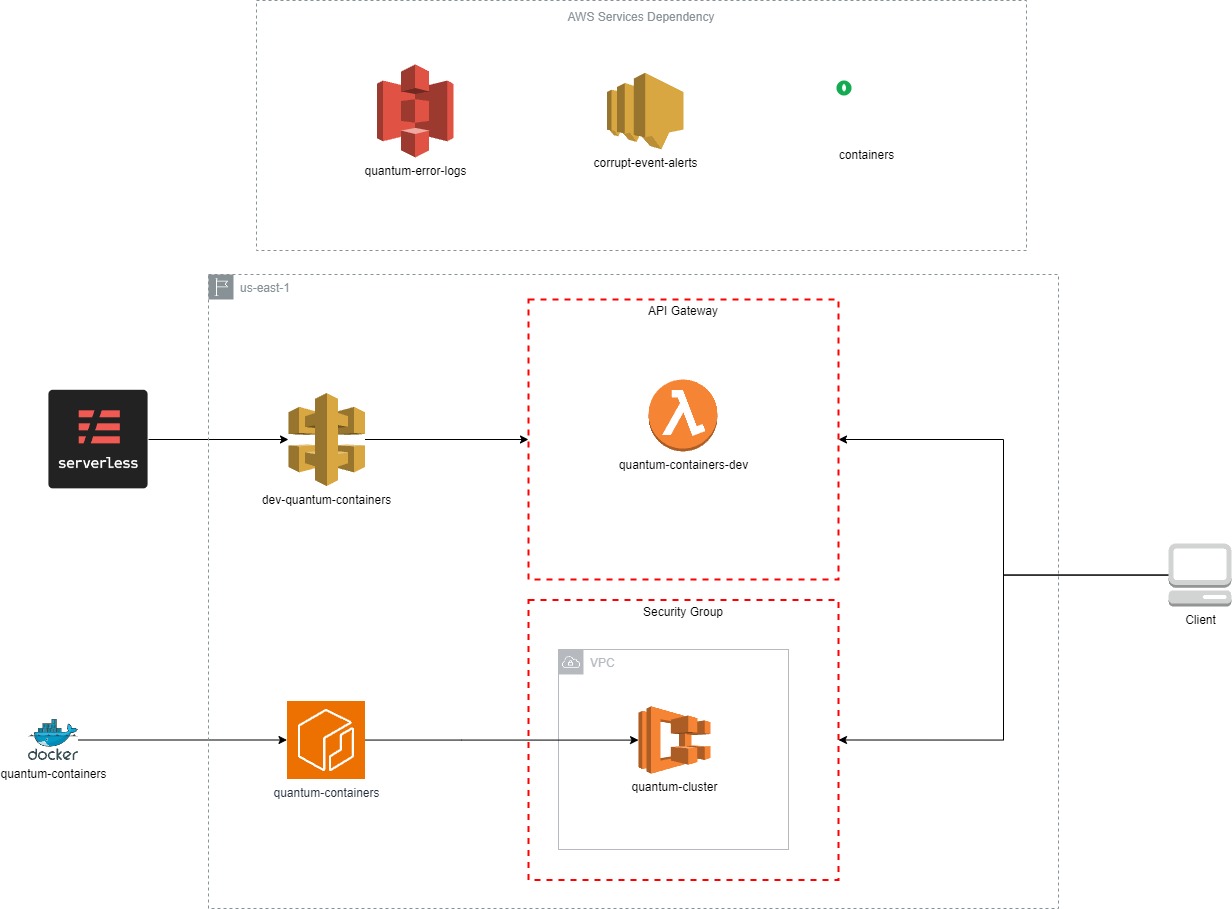 AWS Services Dependency
quantum-error-logs
corrupt-event-alerts
containers
us-east-1
API Gateway
serverless
quantum-containers-dev
dev-quantum-containers
Client
Security Group
VPC
docker
quantum-containers
quantum-containers
quantum-cluster